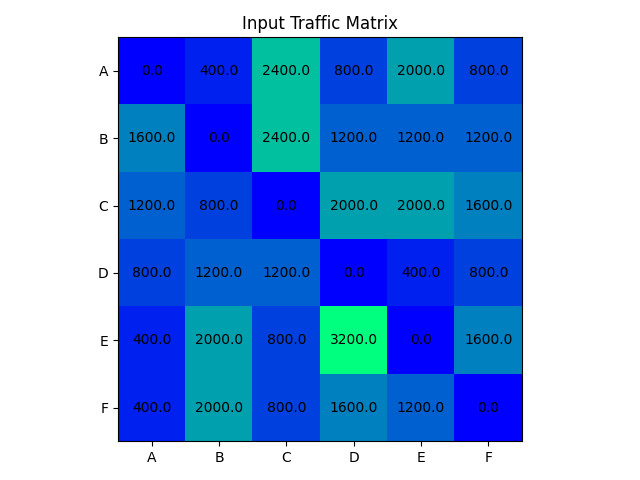 Input Traffic Matrix
A 0.0 400.0 2400.0 800.0 2000.0 800.0
B 1600.0 0.0 2400.0 1200.0 1200.0 1200.0
C 1200.0 800.0 0.0 2000.0 2000.0 1600.0
D 800.0 1200.0 1200.0 0.0 400.0 800.0
E 400.0 2000.0 800.0 3200.0 0.0 1600.0
F 400.0 2000.0 800.0 1600.0 1200.0 0.0
A B C D E F